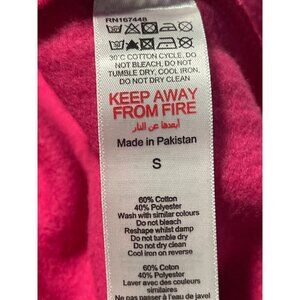 RN167448
30°C COTTON CYCLE, DO
NOT BLEACH, DO NOT
TUMBLE DRY, COOL IRON,
DO NOT DRY CLEAN
KEEP AWAY
FROM FIRE
أبعدها عن النار
Made in Pakistan
S
60% Cotton
40% Polyester
Wash with similar colours
Do not bleach
Reshape whilst damp
Do not tumble dry
Do not dry clean
Cool iron on reverse
60% Coton
40% Polyester
Laver avec des couleurs
similaires
Ne pas passer à l'eau de javel